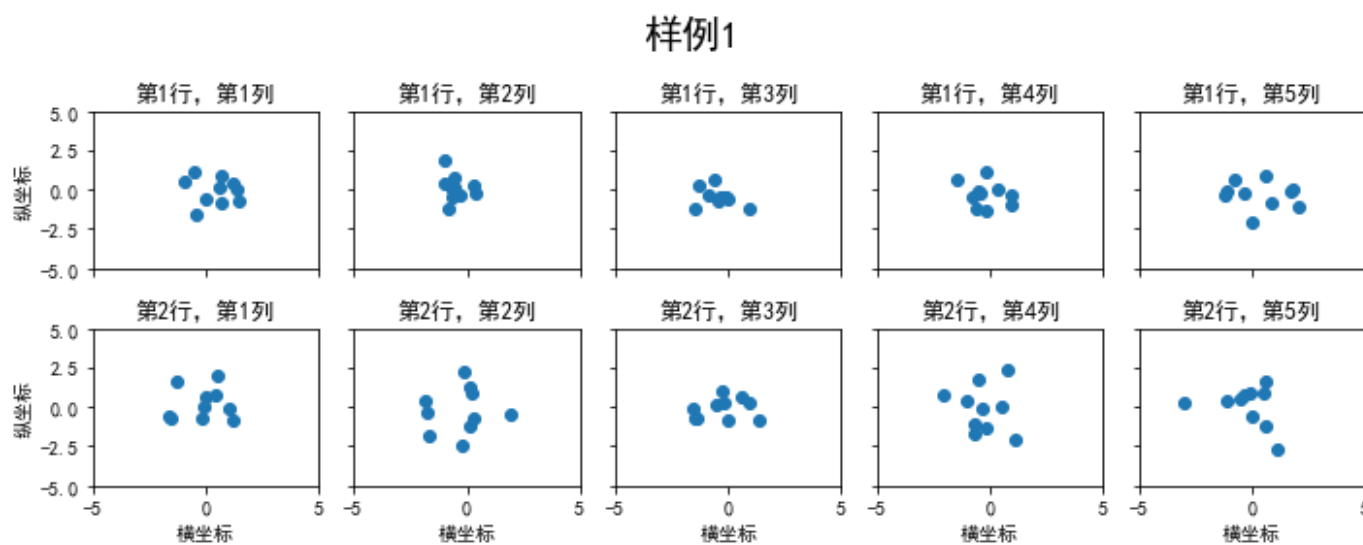 样例1
第1行，第1列 第1行，第2列 第1行，第3列 第1行，第4列 第1行，第5列
5.0
2.5
纵坐标
0.0
−2.5
−5.0
第2行，第1列 第2行，第2列 第2行，第3列 第2行，第4列 第2行，第5列
5.0
2.5
纵坐标
0.0
−2.5
−5.0
−5 0 5 −5 0 5 −5 0 5 −5 0 5 −5 0 5
横坐标 横坐标 横坐标 横坐标 横坐标